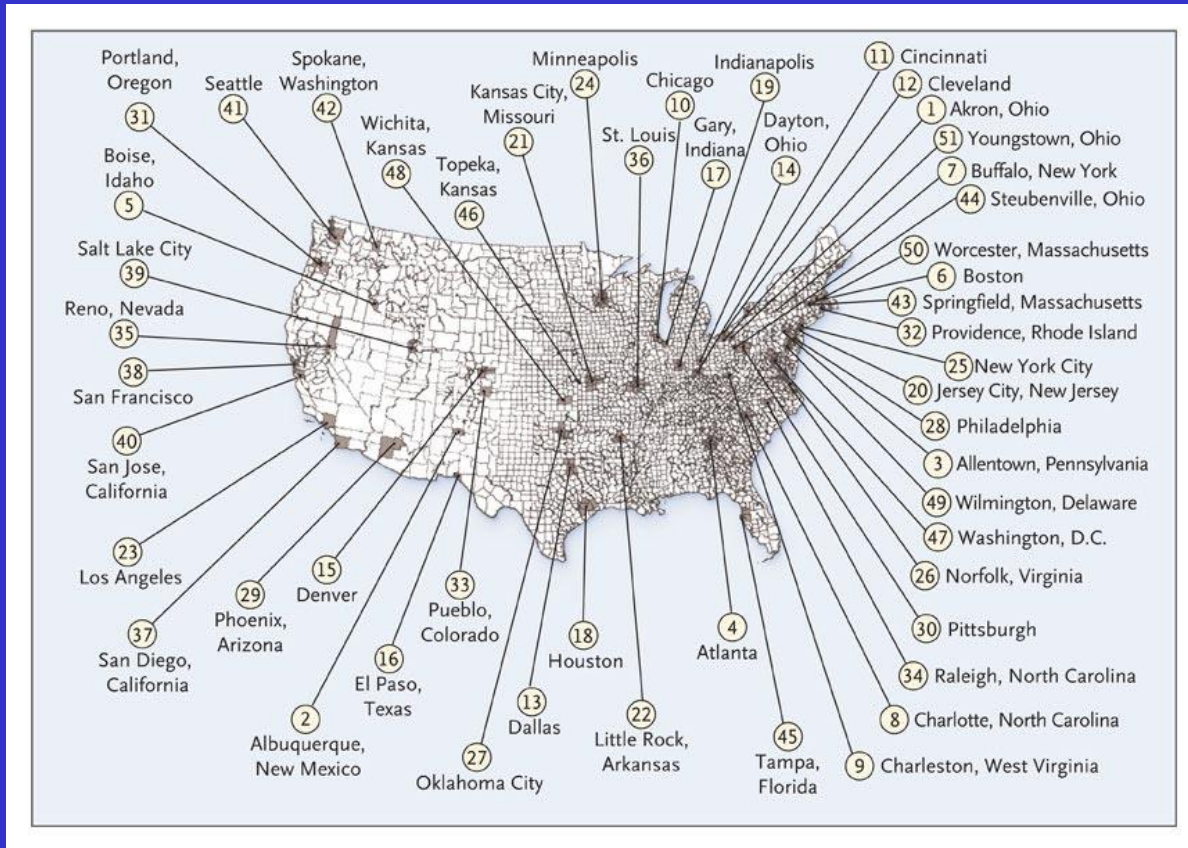 Portland,
Oregon
31
Seattle
41
Spokane,
Washington
42
Minneapolis
24
Kansas City,
Missouri
21
Chicago
10
Indianapolis
19
11 Cincinnati
12 Cleveland
1 Akron, Ohio
51 Youngstown, Ohio
7 Buffalo, New York
44 Steubenville, Ohio
Wichita,
Kansas
48
Topeka,
Kansas
46
St. Louis
36
Gary,
Indiana
17
Dayton,
Ohio
14
Boise,
Idaho
5
Salt Lake City
39
Reno, Nevada
35
38
San Francisco
40
San Jose,
California
50 Worcester, Massachusetts
6 Boston
43 Springfield, Massachusetts
32 Providence, Rhode Island
25 New York City
20 Jersey City, New Jersey
28 Philadelphia
3 Allentown, Pennsylvania
49 Wilmington, Delaware
47 Washington, D.C.
26 Norfolk, Virginia
30 Pittsburgh
34 Raleigh, North Carolina
8 Charlotte, North Carolina
9 Charleston, West Virginia
23
Los Angeles
37
San Diego,
California
29
Phoenix,
Arizona
15
Denver
2
Albuquerque,
New Mexico
16
El Paso,
Texas
33
Pueblo,
Colorado
27
Oklahoma City
13
Dallas
18
Houston
22
Little Rock,
Arkansas
4
Atlanta
45
Tampa,
Florida